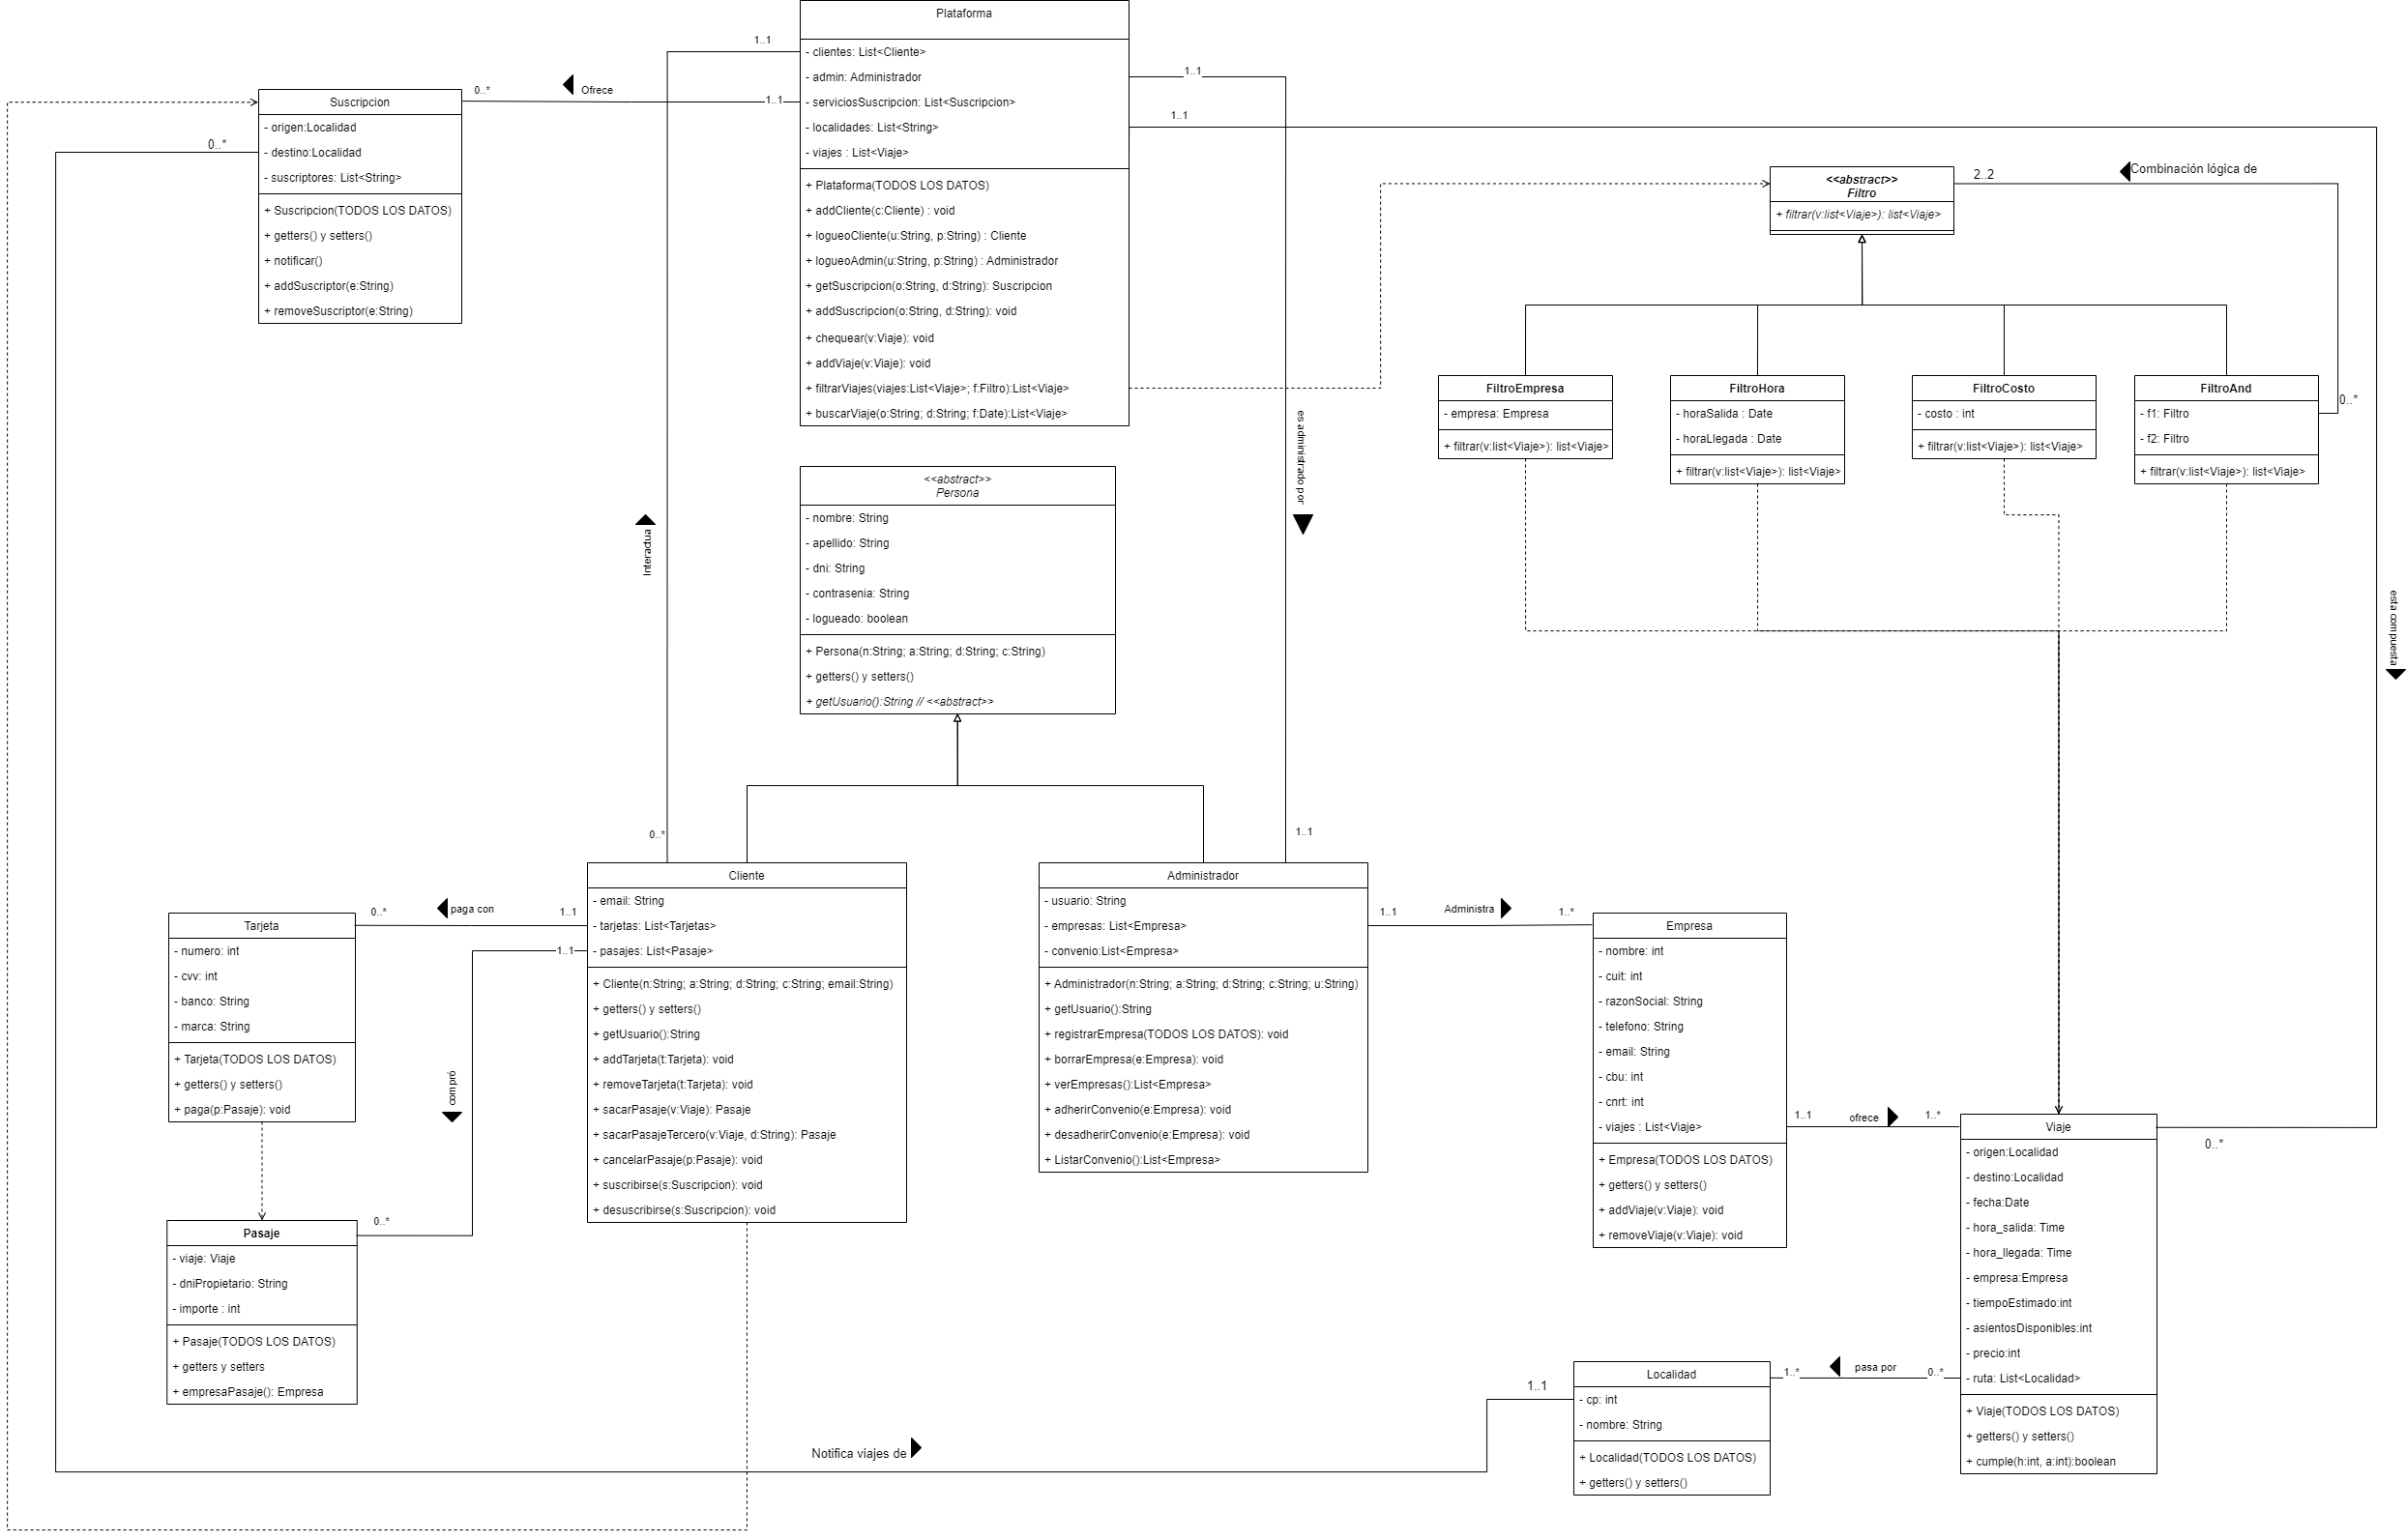 Plataforma
- clientes: List<Cliente>
- admin: Administrador
- serviciosSuscripcion: List<Suscripcion>
- localidades: List<String>
- viajes : List<Viaje>
+ Plataforma(TODOS LOS DATOS)
+ addCliente(c:Cliente) : void
+ logueoCliente(u:String, p:String) : Cliente
+ logueoAdmin(u:String, p:String) : Administrador
+ getSuscripcion(o:String, d:String): Suscripcion
+ addSuscripcion(o:String, d:String): void
+ chequear(v:Viaje): void
+ addViaje(v:Viaje): void
+ filtrarViajes(viajes:List<Viaje>; f:Filtro):List<Viaje>
+ buscarViaje(o:String; d:String; f:Date):List<Viaje>
1..1
1..1
1..1
1..1
0..*
Ofrece
Suscripcion
- origen:Localidad
- destino:Localidad
- suscriptores: List<String>
+ Suscripcion(TODOS LOS DATOS)
+ getters() y setters()
+ notificar()
+ addSuscriptor(e:String)
+ removeSuscriptor(e:String)
0..*
<<abstract>>
Filtro
+ filtrar(v:list<Viaje>): list<Viaje>
2..2
Combinación lógica de
0..*
FiltroEmpresa
- empresa: Empresa
+ filtrar(v:list<Viaje>): list<Viaje>
FiltroHora
- horaSalida : Date
- horaLlegada : Date
+ filtrar(v:list<Viaje>): list<Viaje>
FiltroCosto
- costo : int
+ filtrar(v:list<Viaje>): list<Viaje>
FiltroAnd
- f1: Filtro
- f2: Filtro
+ filtrar(v:list<Viaje>): list<Viaje>
es administrado por
Interactua
esta compuesta
<<abstract>>
Persona
- nombre: String
- apellido: String
- dni: String
- contrasenia: String
- logueado: boolean
+ Persona(n:String; a:String; d:String; c:String)
+ getters() y setters()
+ getUsuario():String // <<abstract>>
0..*
1..1
Cliente
- email: String
- tarjetas: List<Tarjetas>
- pasajes: List<Pasaje>
+ Cliente(n:String; a:String; d:String; c:String; email:String)
+ getters() y setters()
+ getUsuario():String
+ addTarjeta(t:Tarjeta): void
+ removeTarjeta(t:Tarjeta): void
+ sacarPasaje(v:Viaje): Pasaje
+ sacarPasajeTercero(v:Viaje, d:String): Pasaje
+ cancelarPasaje(p:Pasaje): void
+ suscribirse(s:Suscripcion): void
+ desuscribirse(s:Suscripcion): void
0..*
paga con
1..1
1..1
compró
0..*
Tarjeta
- numero: int
- cvv: int
- banco: String
- marca: String
+ Tarjeta(TODOS LOS DATOS)
+ getters() y setters()
+ paga(p:Pasaje): void
Pasaje
- viaje: Viaje
- dniPropietario: String
- importe : int
+ Pasaje(TODOS LOS DATOS)
+ getters y setters
+ empresaPasaje(): Empresa
Administrador
- usuario: String
- empresas: List<Empresa>
- convenio:List<Empresa>
+ Administrador(n:String; a:String; d:String; c:String; u:String)
+ getUsuario():String
+ registrarEmpresa(TODOS LOS DATOS): void
+ borrarEmpresa(e:Empresa): void
+ verEmpresas():List<Empresa>
+ adherirConvenio(e:Empresa): void
+ desadherirConvenio(e:Empresa): void
+ ListarConvenio():List<Empresa>
1..1
Administra
1..*
Empresa
- nombre: int
- cuit: int
- razonSocial: String
- telefono: String
- email: String
- cbu: int
- cnrt: int
- viajes : List<Viaje>
+ Empresa(TODOS LOS DATOS)
+ getters() y setters()
+ addViaje(v:Viaje): void
+ removeViaje(v:Viaje): void
1..1
ofrece
1..*
0..*
Viaje
- origen:Localidad
- destino:Localidad
- fecha:Date
- hora_salida: Time
- hora_llegada: Time
- empresa:Empresa
- tiempoEstimado:int
- asientosDisponibles:int
- precio:int
- ruta: List<Localidad>
+ Viaje(TODOS LOS DATOS)
+ getters() y setters()
+ cumple(h:int, a:int):boolean
1..*
pasa por
0..*
Localidad
- cp: int
- nombre: String
+ Localidad(TODOS LOS DATOS)
+ getters() y setters()
1..1
Notifica viajes de